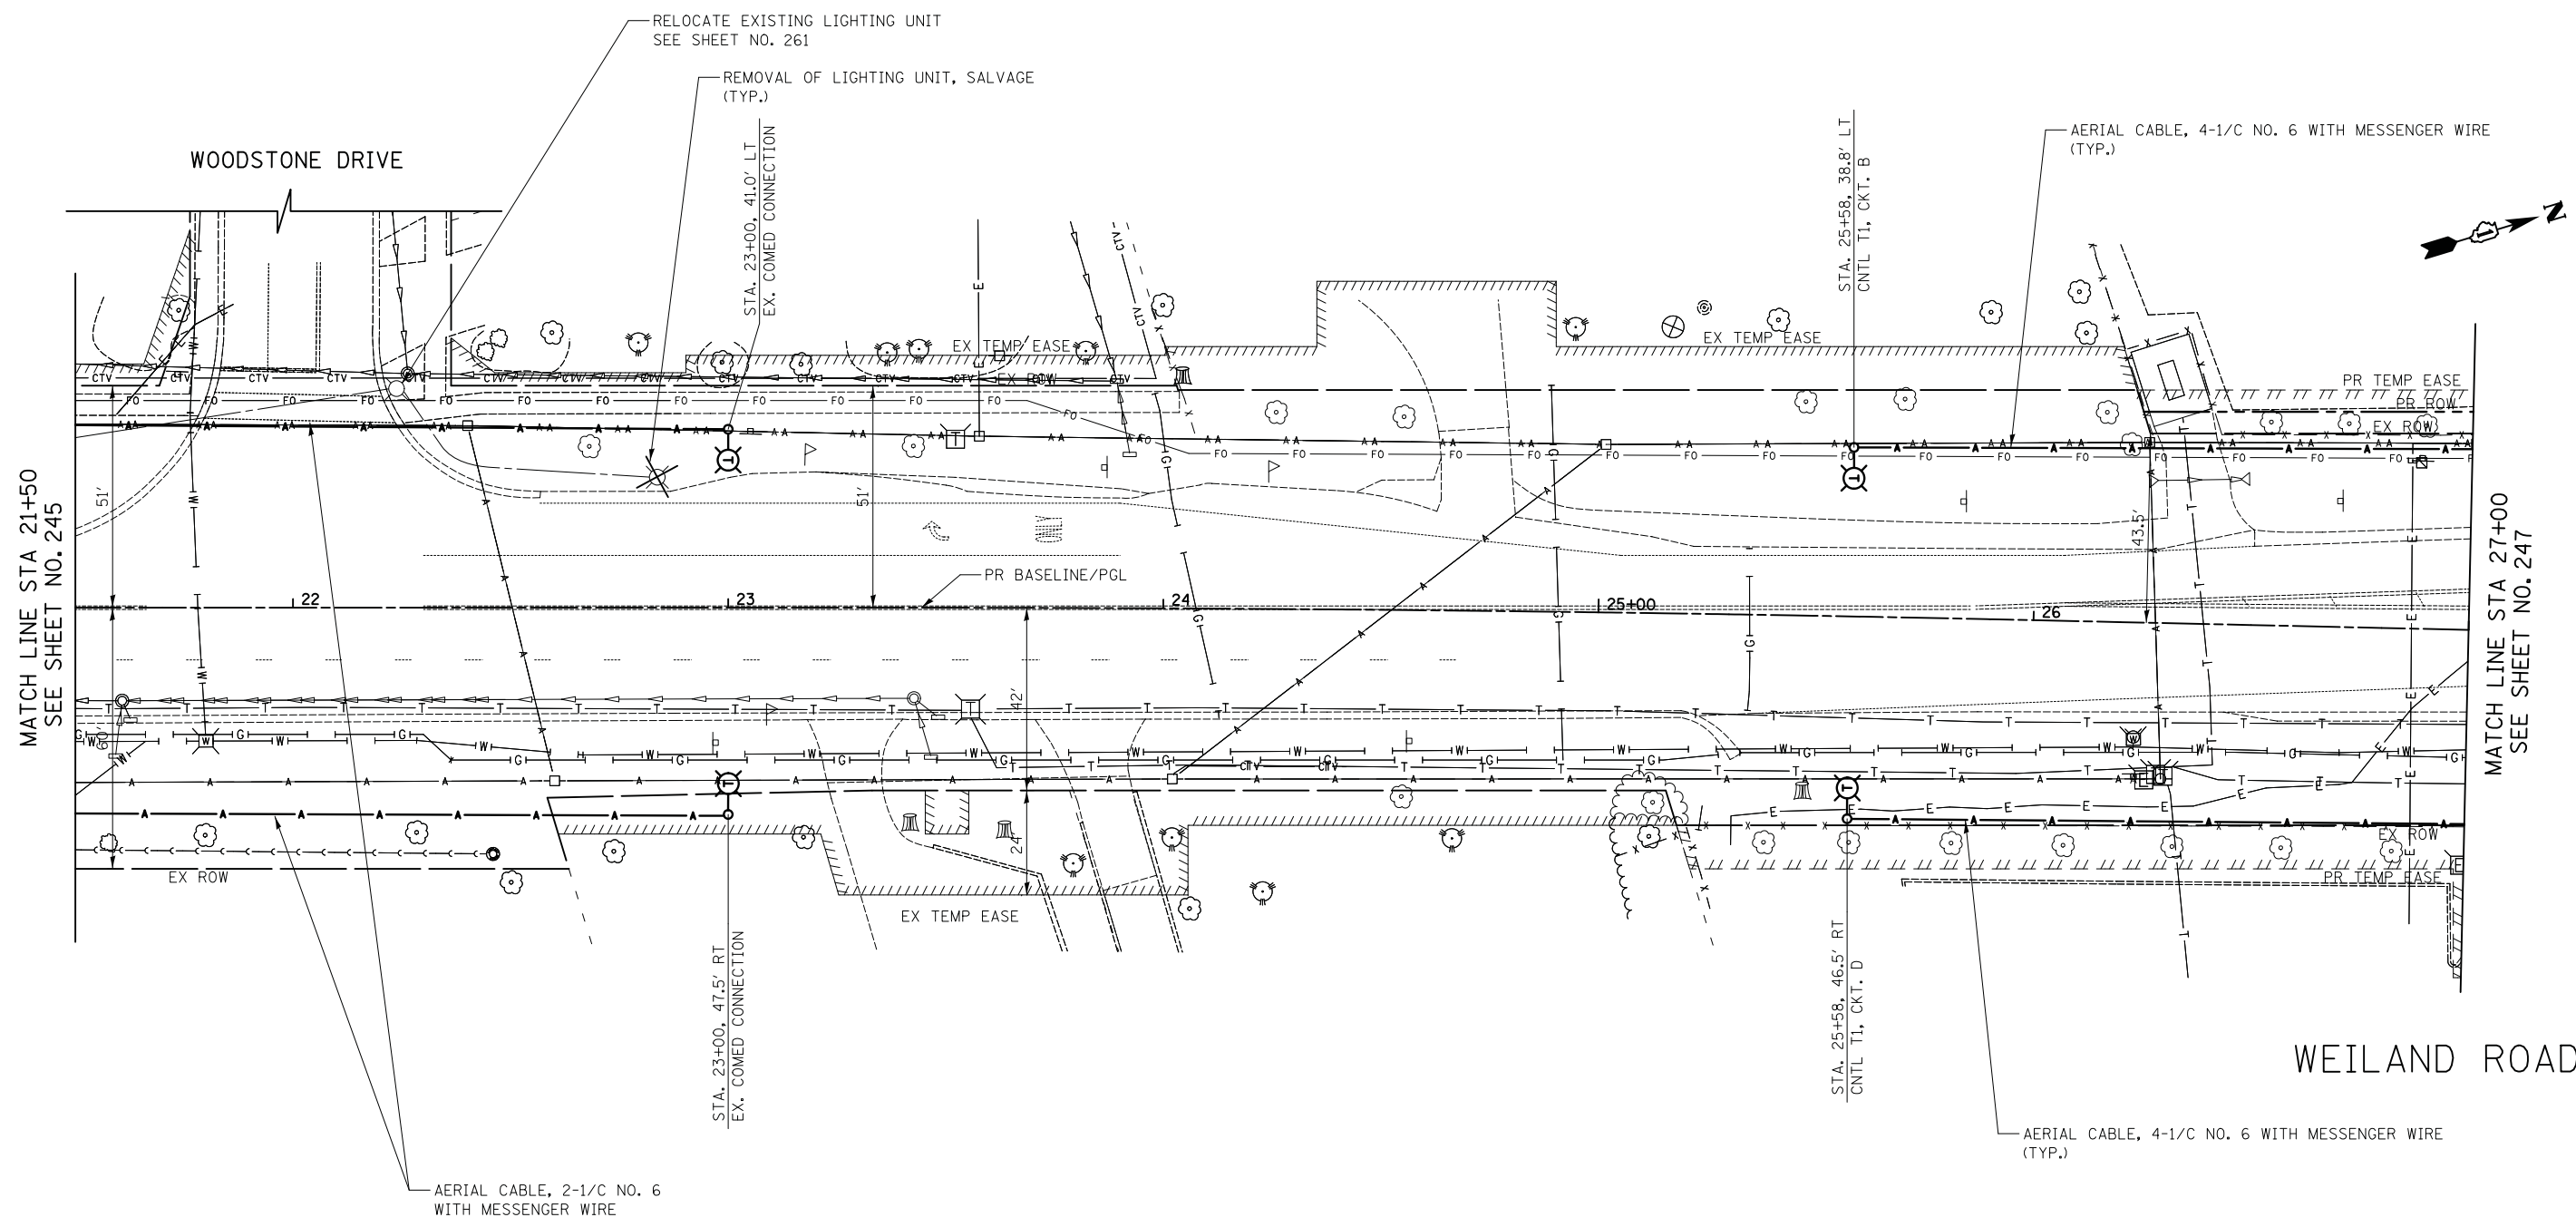 RELOCATE EXISTING LIGHTING UNIT
SEE SHEET NO. 261
REMOVAL OF LIGHTING UNIT, SALVAGE
(TYP.)
WOODSTONE DRIVE
STA. 23+00, 41.0' LT
EX. COMED CONNECTION
STA. 25+58, 38.8' LT
CNTL T1, CKT. B
AERIAL CABLE, 4-1/C NO. 6 WITH MESSENGER WIRE
(TYP.)
N
EX TEMP EASE
EX ROW
EX TEMP EASE
PR TEMP EASE
PR ROW
EX ROW
MATCH LINE STA 21+50
SEE SHEET NO. 245
51'
51'
43.5'
PR BASELINE/PGL
22
23
24
25+00
26
MATCH LINE STA 27+00
SEE SHEET NO. 247
60'
42'
24'
EX ROW
EX TEMP EASE
EX ROW
PR TEMP EASE
STA. 23+00, 47.5' RT
EX. COMED CONNECTION
STA. 25+58, 46.5' RT
CNTL T1, CKT. D
WEILAND ROAD
AERIAL CABLE, 4-1/C NO. 6 WITH MESSENGER WIRE
(TYP.)
AERIAL CABLE, 2-1/C NO. 6
WITH MESSENGER WIRE